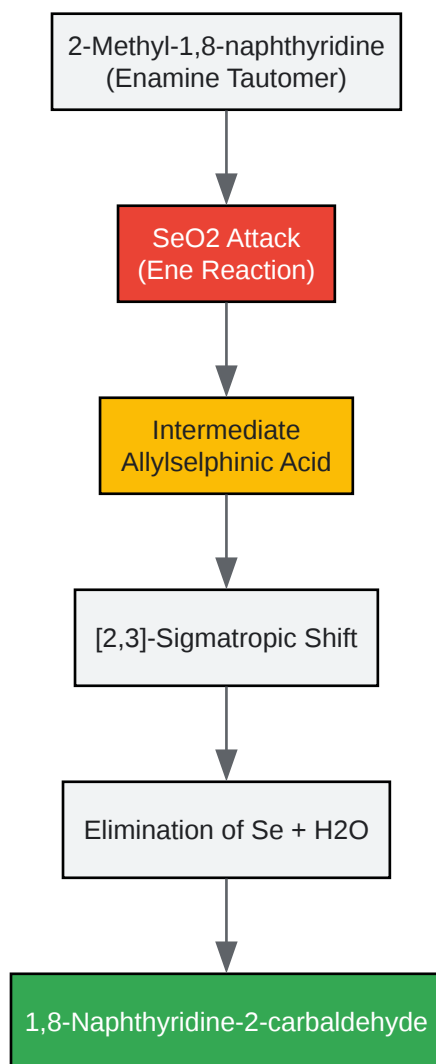 2-Methyl-1,8-naphthyridine
(Enamine Tautomer)
SeO2 Attack
(Ene Reaction)
Intermediate
Allylselphinic Acid
[2,3]-Sigmatropic Shift
Elimination of Se + H2O
1,8-Naphthyridine-2-carbaldehyde